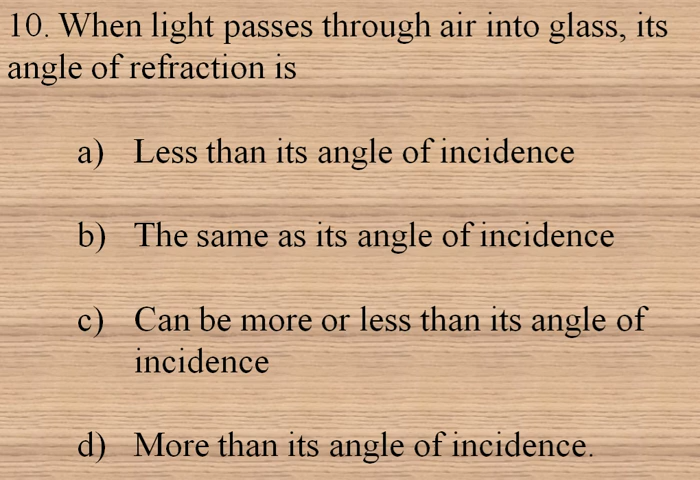 10. When light passes through air into glass, its
angle of refraction is
a) Less than its angle of incidence
b) The same as its angle of incidence
c) Can be more or less than its angle of
incidence
d) More than its angle of incidence.